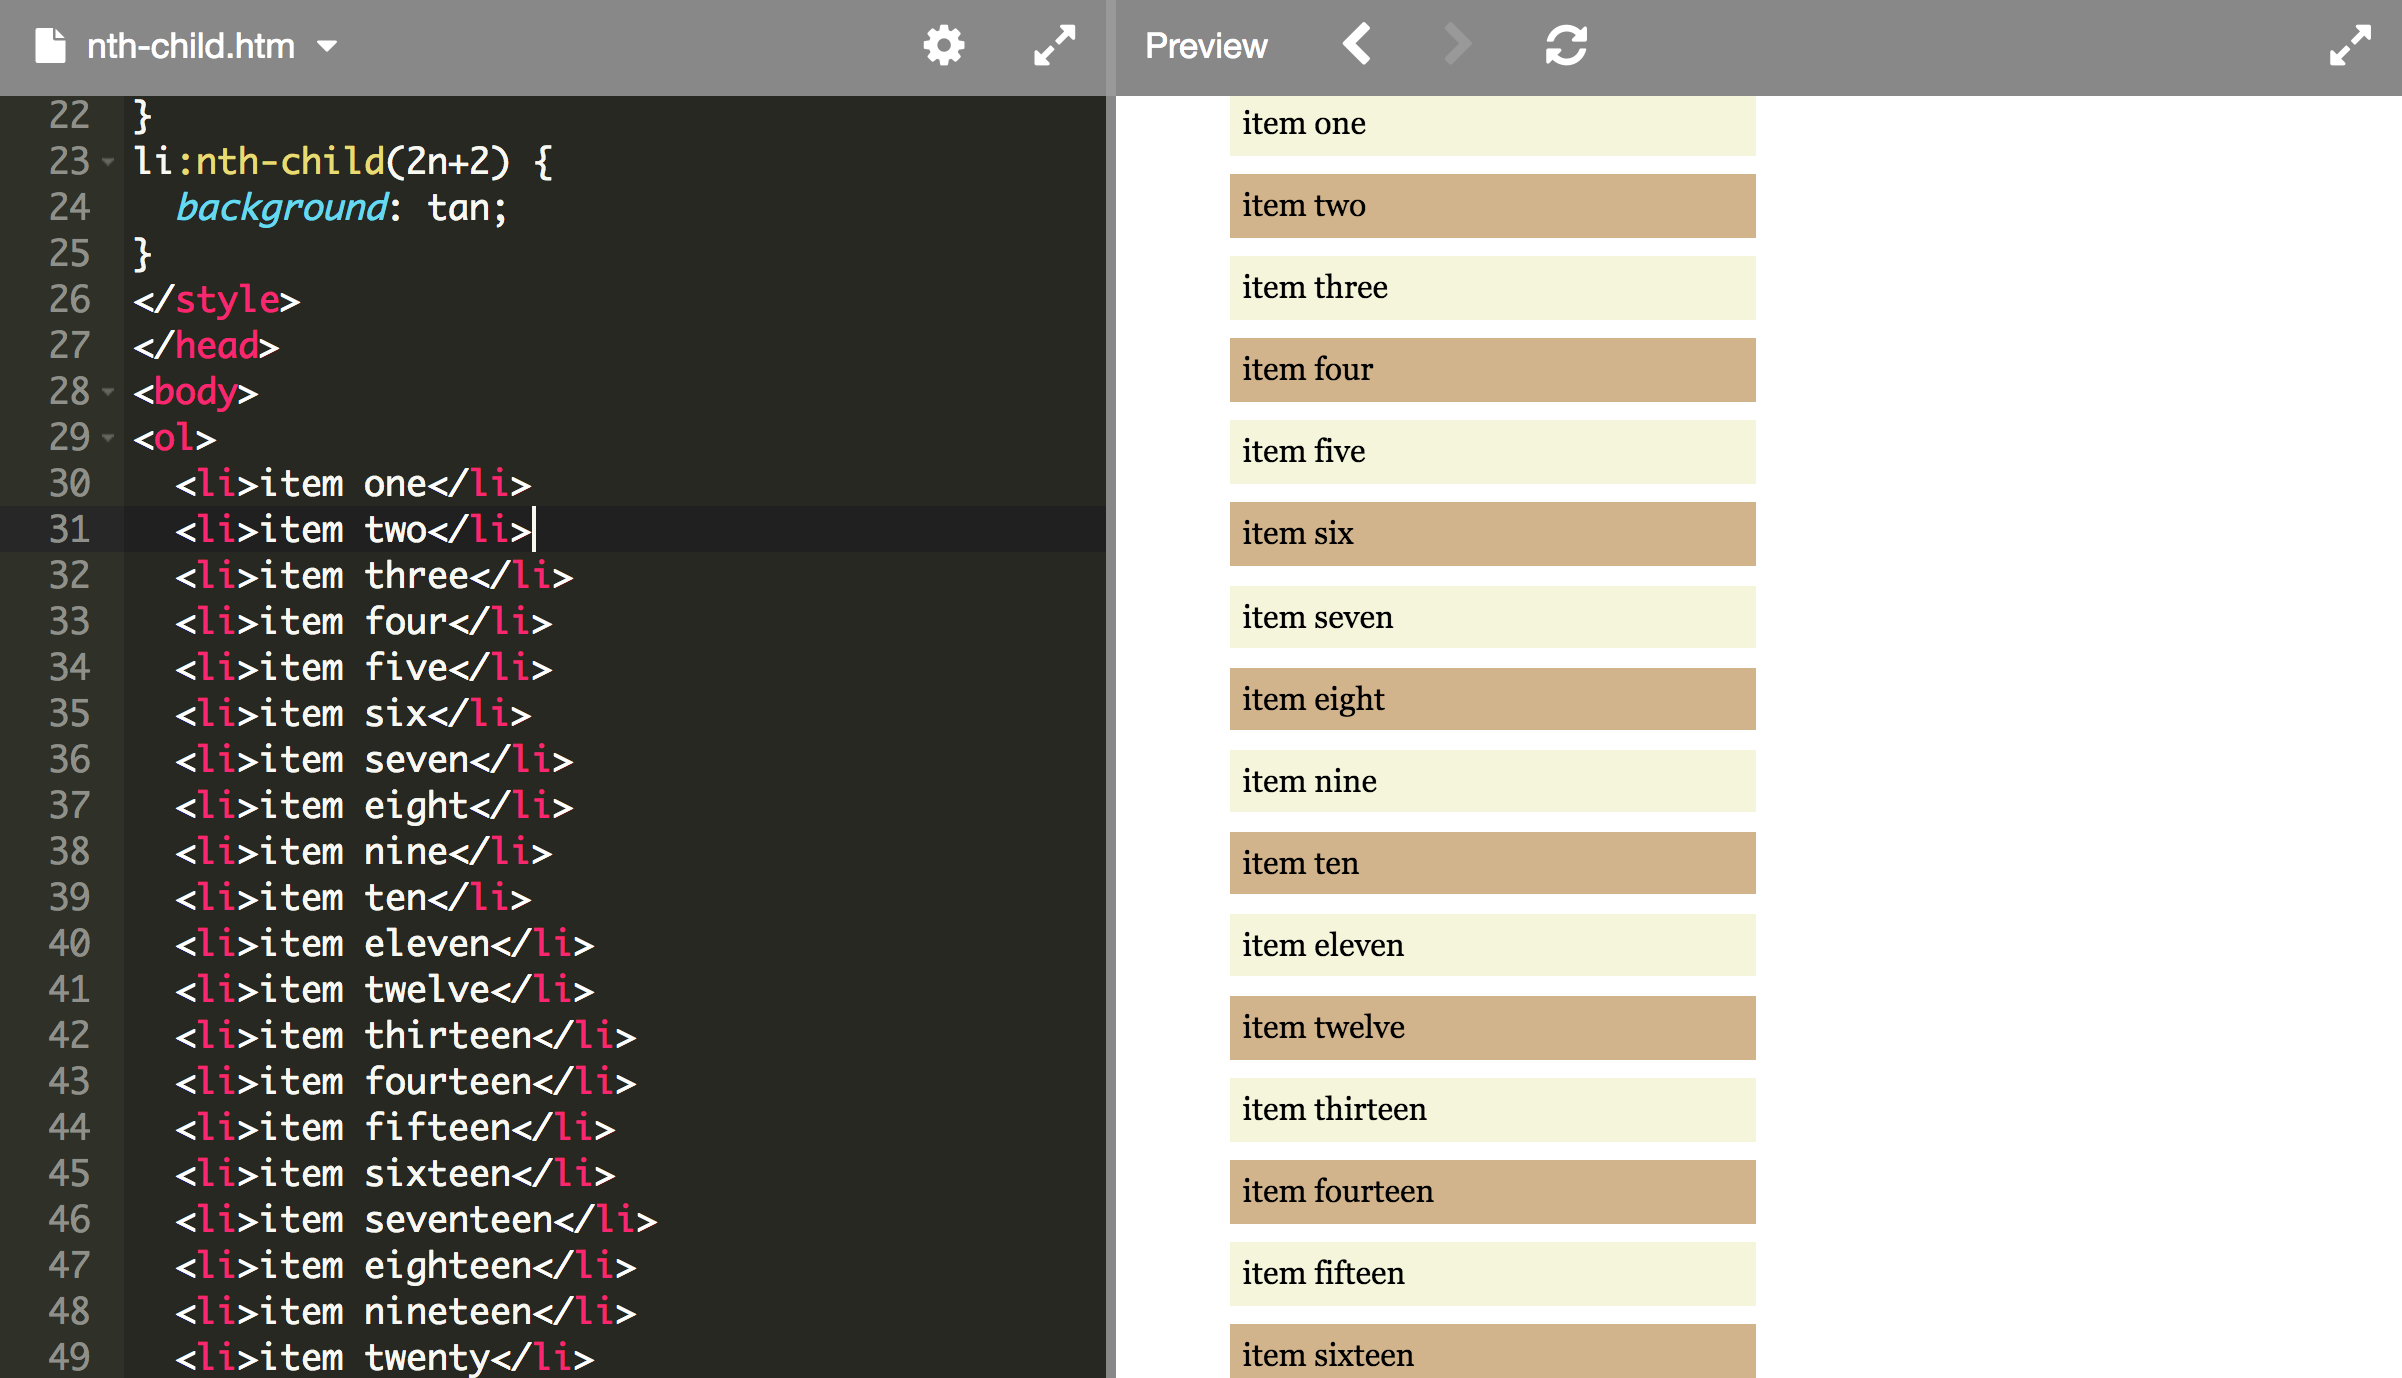 nth-child.htm
22 }
23 li:nth-child(2n+2) {
24   background: tan;
25 }
26 </style>
27 </head>
28 <body>
29 <ol>
30   <li>item one</li>
31   <li>item two</li>
32   <li>item three</li>
33   <li>item four</li>
34   <li>item five</li>
35   <li>item six</li>
36   <li>item seven</li>
37   <li>item eight</li>
38   <li>item nine</li>
39   <li>item ten</li>
40   <li>item eleven</li>
41   <li>item twelve</li>
42   <li>item thirteen</li>
43   <li>item fourteen</li>
44   <li>item fifteen</li>
45   <li>item sixteen</li>
46   <li>item seventeen</li>
47   <li>item eighteen</li>
48   <li>item nineteen</li>
49   <li>item twenty</li>
Preview
item one
item two
item three
item four
item five
item six
item seven
item eight
item nine
item ten
item eleven
item twelve
item thirteen
item fourteen
item fifteen
item sixteen